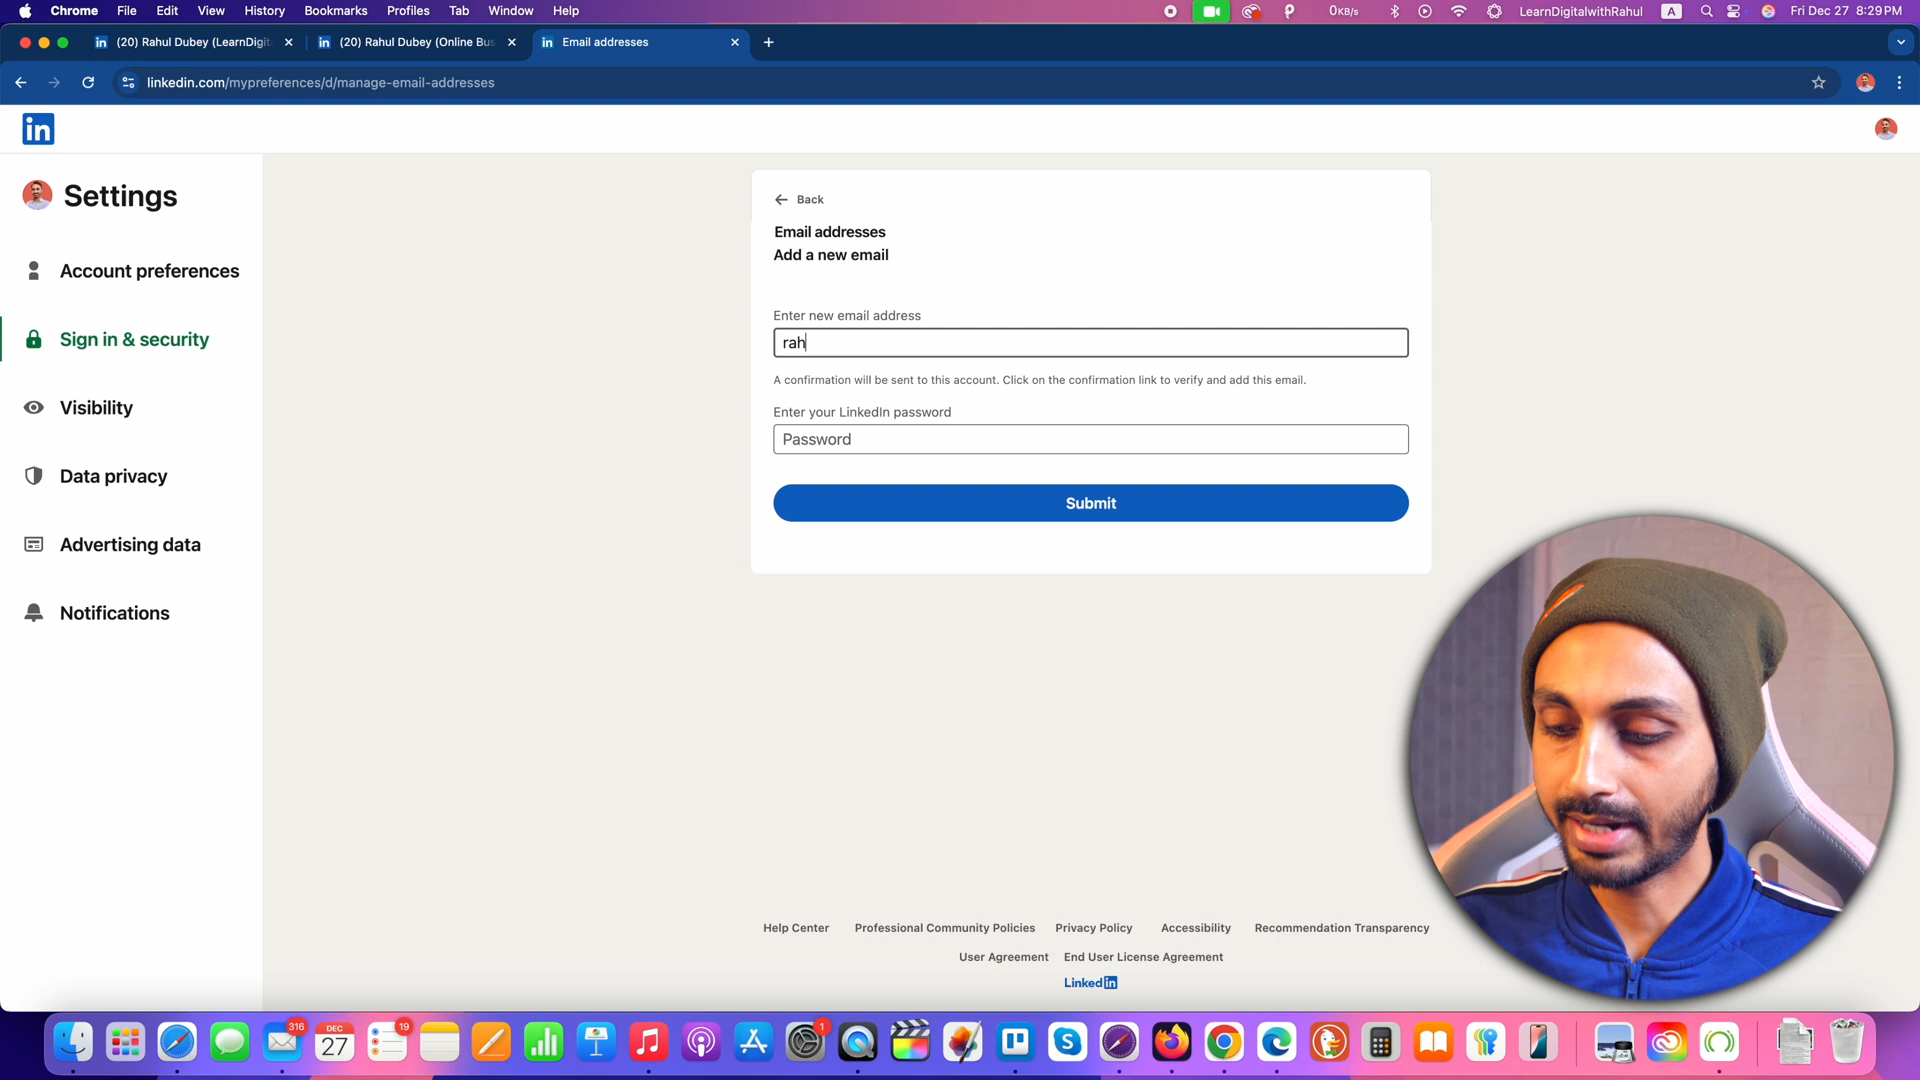 Chrome File Edit View History Bookmarks Profiles Tab Window Help 0KB/s LearnDigitalwithRahul A Fri Dec 27 8:29PM
(20) Rahul Dubey (LearnDigit (20) Rahul Dubey (Online Bus Email addresses
linkedin.com/mypreferences/d/manage-email-addresses
in
Settings
Account preferences
Sign in & security
Visibility
Data privacy
Advertising data
Notifications
Back
Email addresses
Add a new email
Enter new email address
rah
A confirmation will be sent to this account. Click on the confirmation link to verify and add this email.
Enter your LinkedIn password
Password
Submit
Help Center Professional Community Policies Privacy Policy Accessibility Recommendation Transparency
User Agreement End User License Agreement
Linkedin
316 DEC 27 19 1